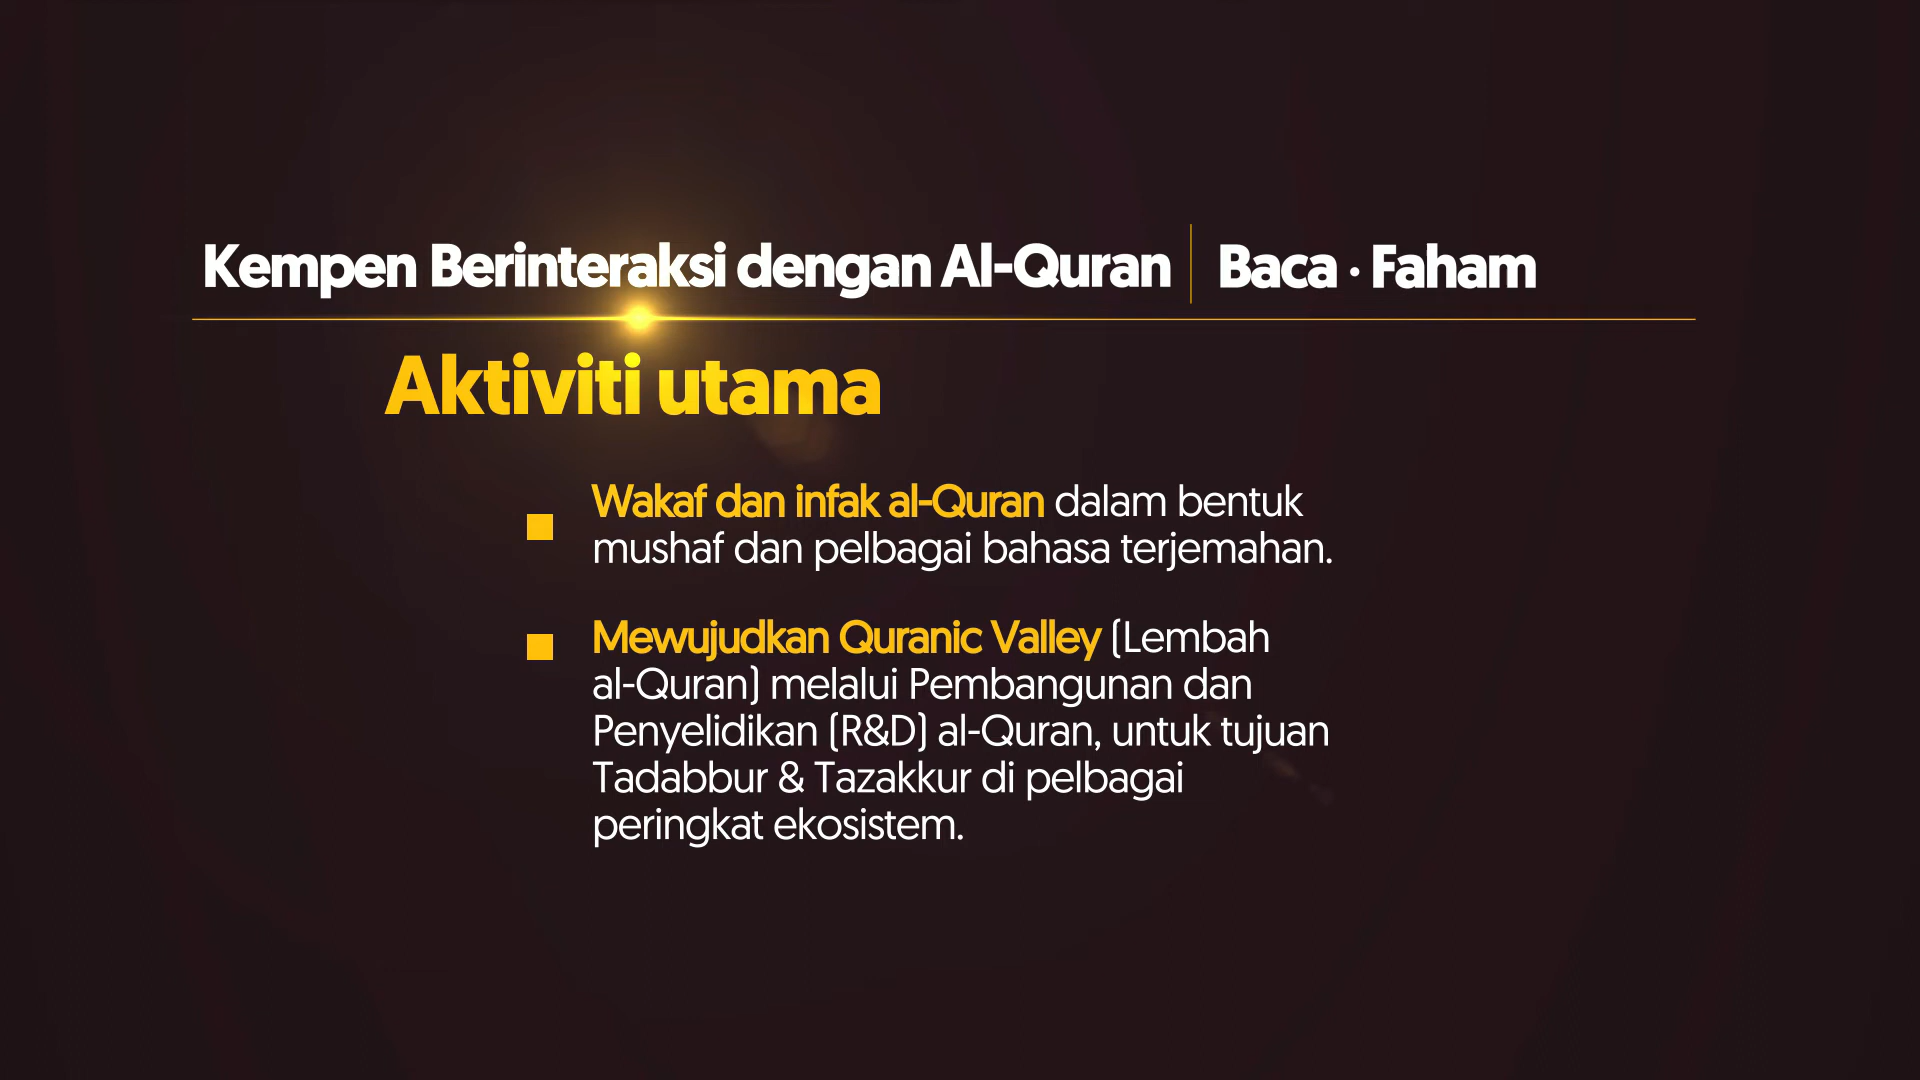 Kempen Berinteraksi dengan Al-Quran | Baca · Faham
Aktiviti utama
Wakaf dan infak al-Quran dalam bentuk
mushaf dan pelbagai bahasa terjemahan.
Mewujudkan Quranic Valley (Lembah
al-Quran) melalui Pembangunan dan
Penyelidikan (R&D) al-Quran, untuk tujuan
Tadabbur & Tazakkur di pelbagai
peringkat ekosistem.